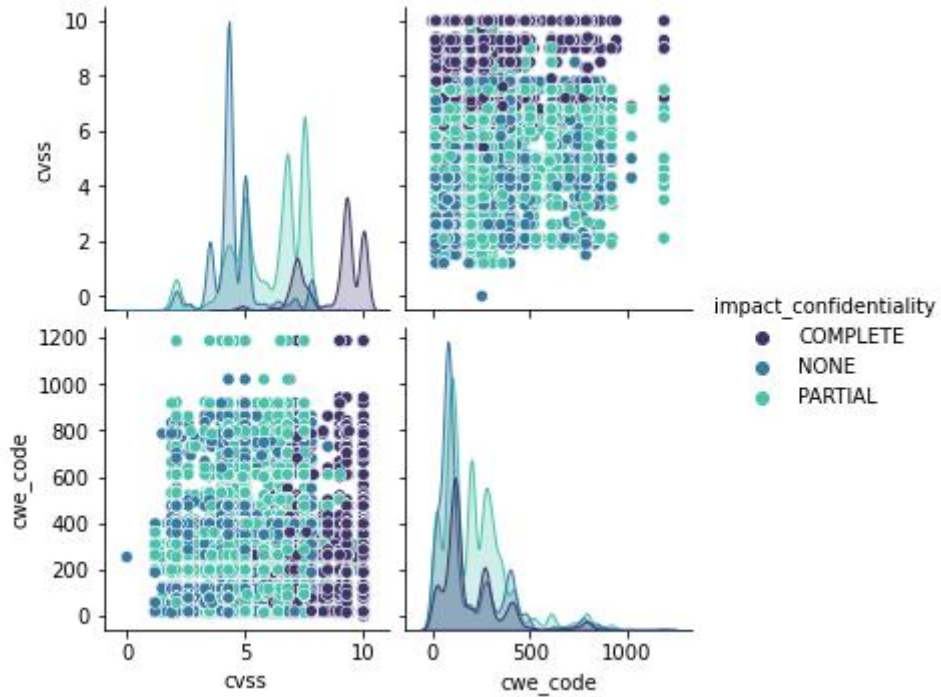 10
8
6
4
2
0
cvss
1200
1000
800
600
400
200
0
cwe_code
0 5 10
cvss
0 500 1000
cwe_code
impact_confidentiality
COMPLETE
NONE
PARTIAL